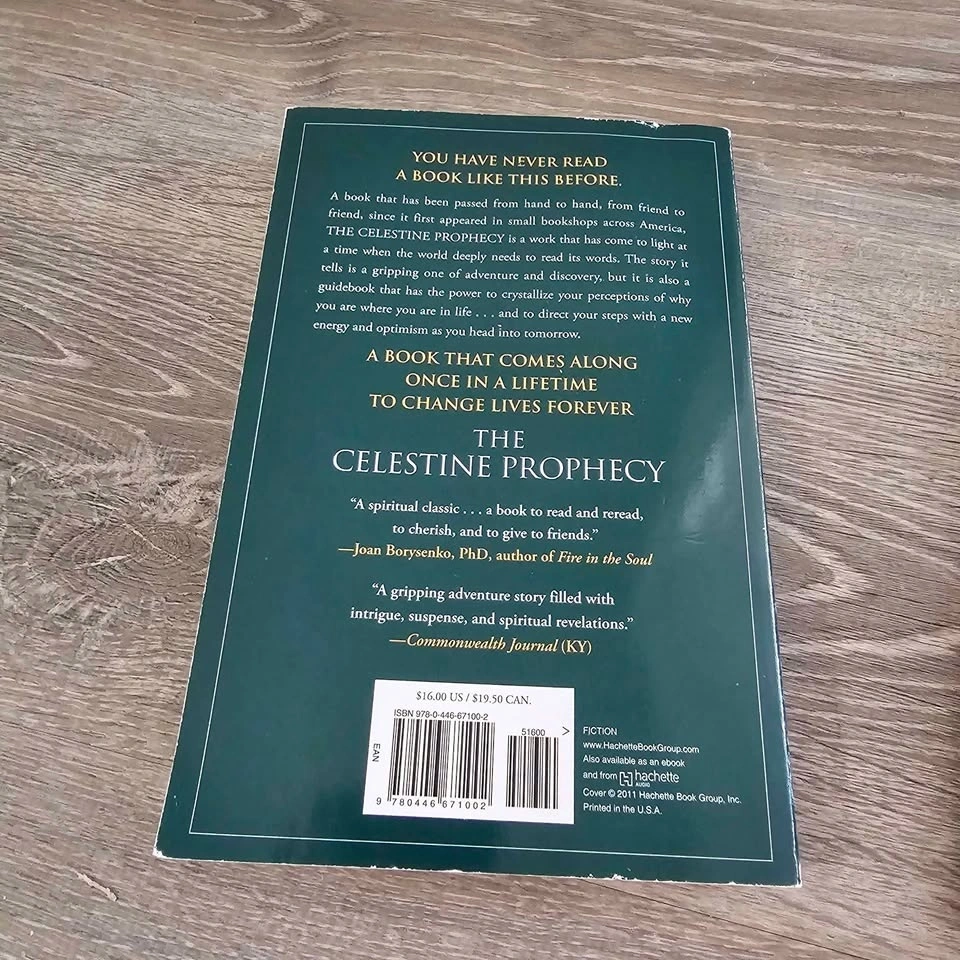 YOU HAVE NEVER READ
A BOOK LIKE THIS BEFORE.
A book that has been passed from hand to hand, from friend to
friend, since it first appeared in small bookshops across America,
THE CELESTINE PROPHECY is a work that has come to light at
a time when the world deeply needs to read its words. The story it
tells is a gripping one of adventure and discovery, but it is also a
guidebook that has the power to crystallize your perceptions of why
you are where you are in life . . . and to direct your steps with a new
energy and optimism as you head into tomorrow.
A BOOK THAT COMES ALONG
ONCE IN A LIFETIME
TO CHANGE LIVES FOREVER
THE
CELESTINE PROPHECY
“A spiritual classic . . . a book to read and reread,
to cherish, and to give to friends.”
—Joan Borysenko, PhD, author of Fire in the Soul
“A gripping adventure story filled with
intrigue, suspense, and spiritual revelations.”
—Commonwealth Journal (KY)
$16.00 US / $19.50 CAN.
ISBN 978-0-446-67100-2
51600 >
EAN
9 780446 671002
FICTION
www.HachetteBookGroup.com
Also available as an ebook
and from hachette
AUDIO
Cover © 2011 Hachette Book Group, Inc.
Printed in the U.S.A.